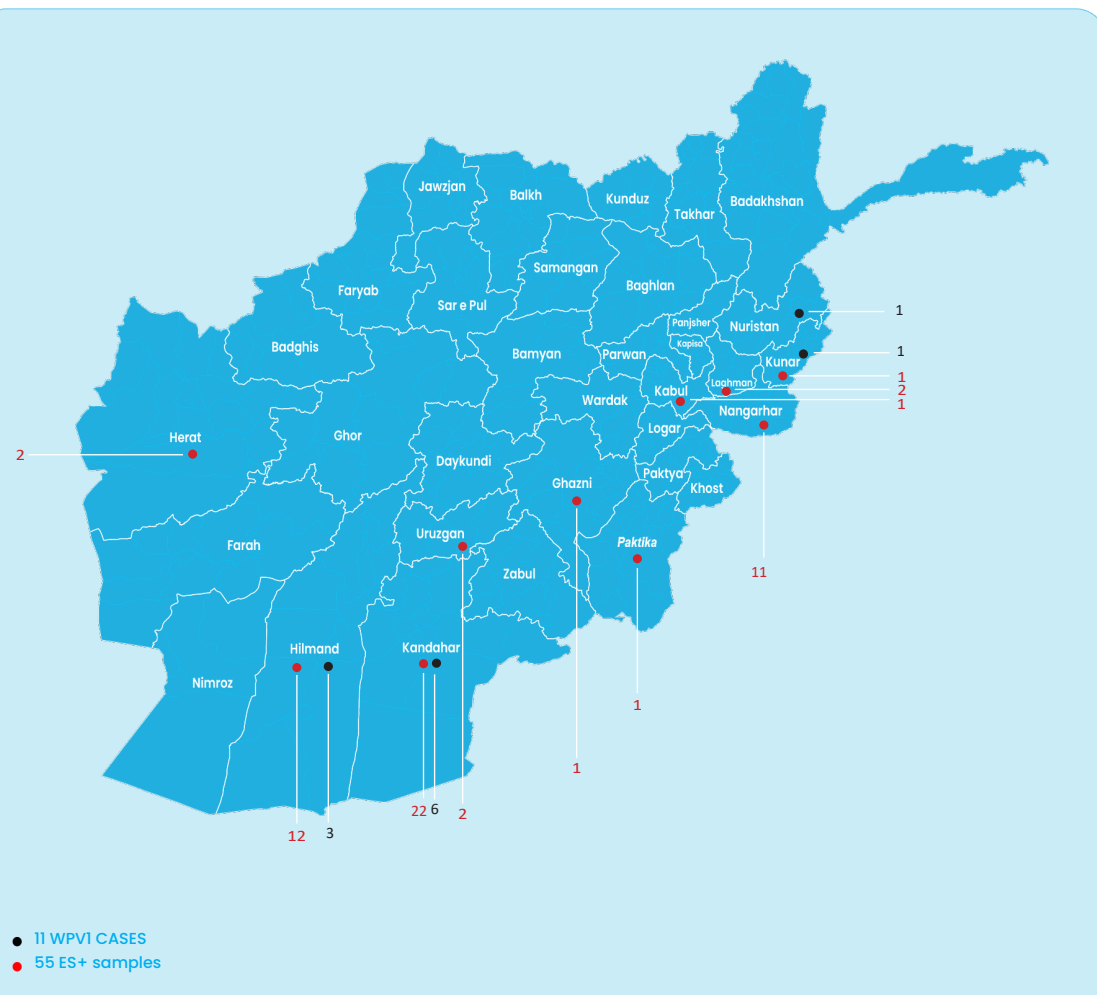 Jawzjan
Balkh
Kunduz
Takhar
Badakhshan
Samangan
Baghlan
Faryab
Sar e Pul
1
Panjsher
Nuristan
Kapisa
Badghis
Bamyan
Parwan
1
Kunar
1
Laghman
2
Kabul
1
Wardak
Nangarhar
Logar
Herat
Ghor
2
Daykundi
Paktya
Ghazni
Khost
Uruzgan
Paktika
Farah
11
Zabul
Hilmand
Kandahar
Nimroz
1
1
22 6 2
12 3
11 WPV1 CASES
55 ES+ samples